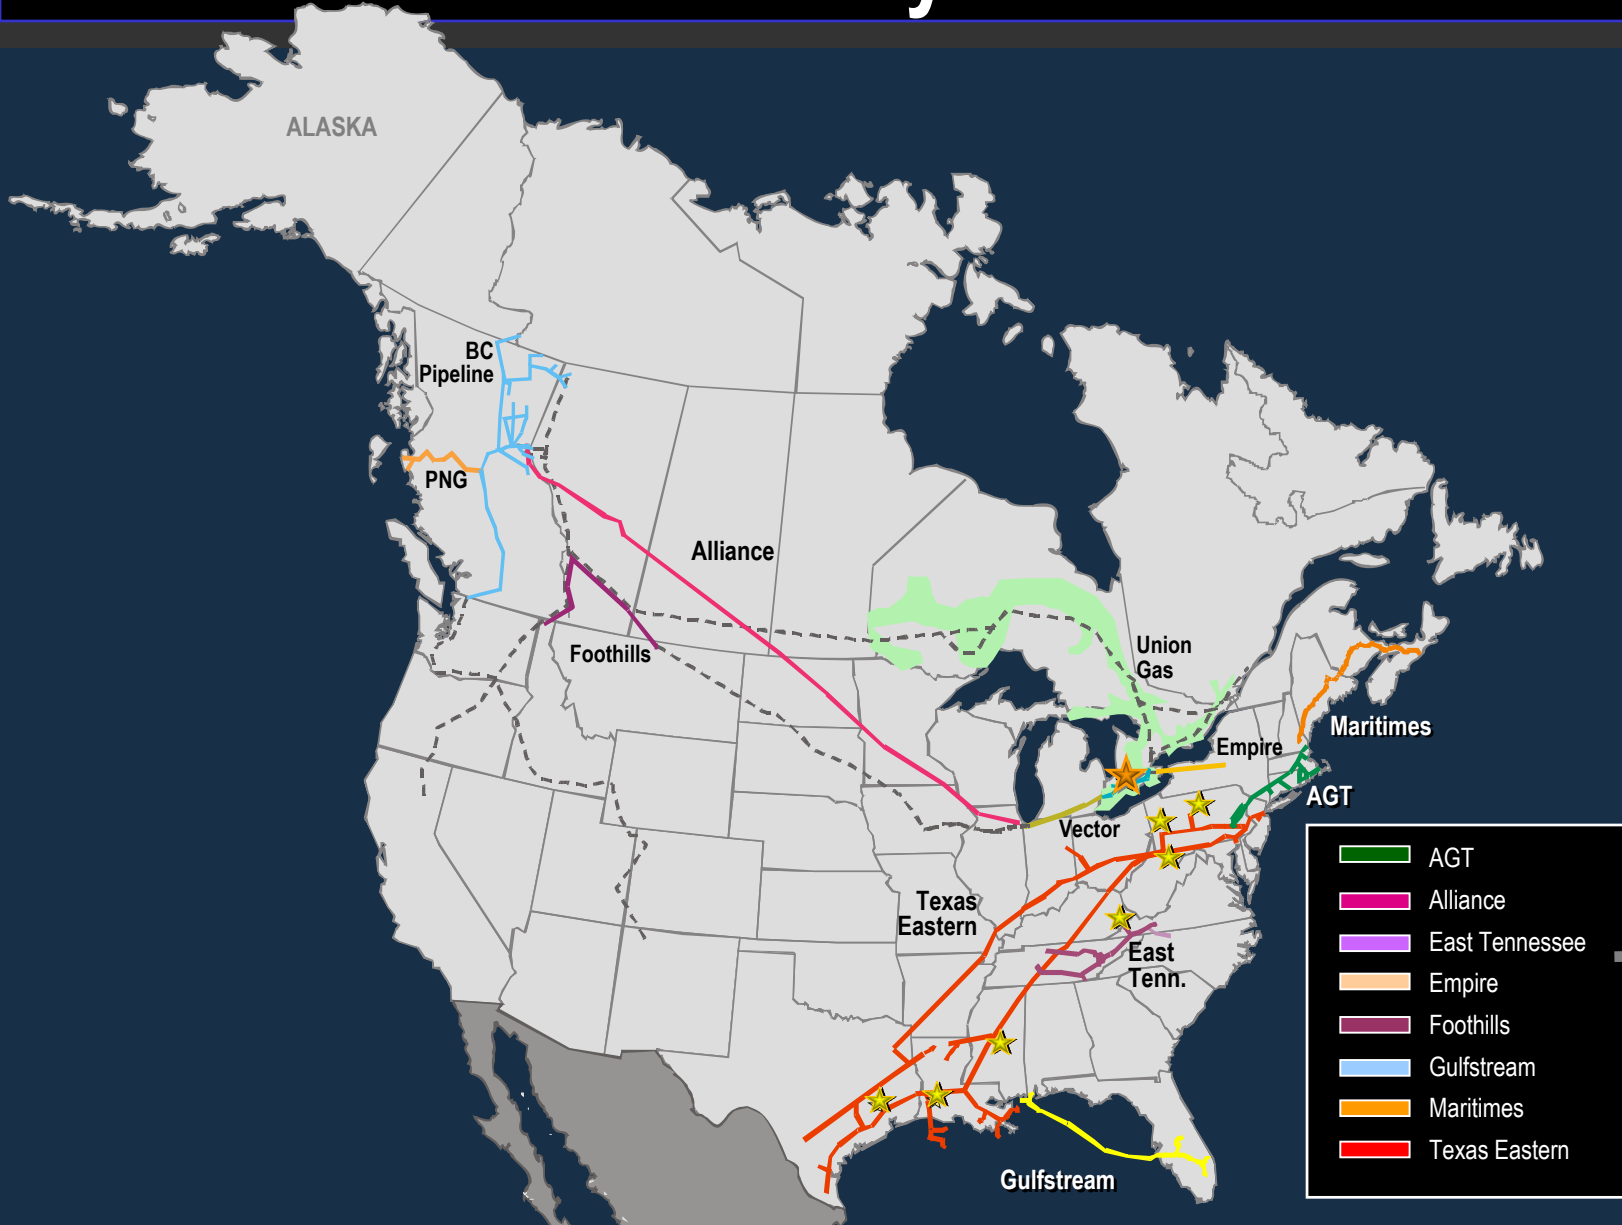 ALASKA
BC
Pipeline
PNG
Alliance
Foothills
Union
Gas
Maritimes
Empire
AGT
Vector
Texas
Eastern
East
Tenn.
Gulfstream
AGT
Alliance
East Tennessee
Empire
Foothills
Gulfstream
Maritimes
Texas Eastern